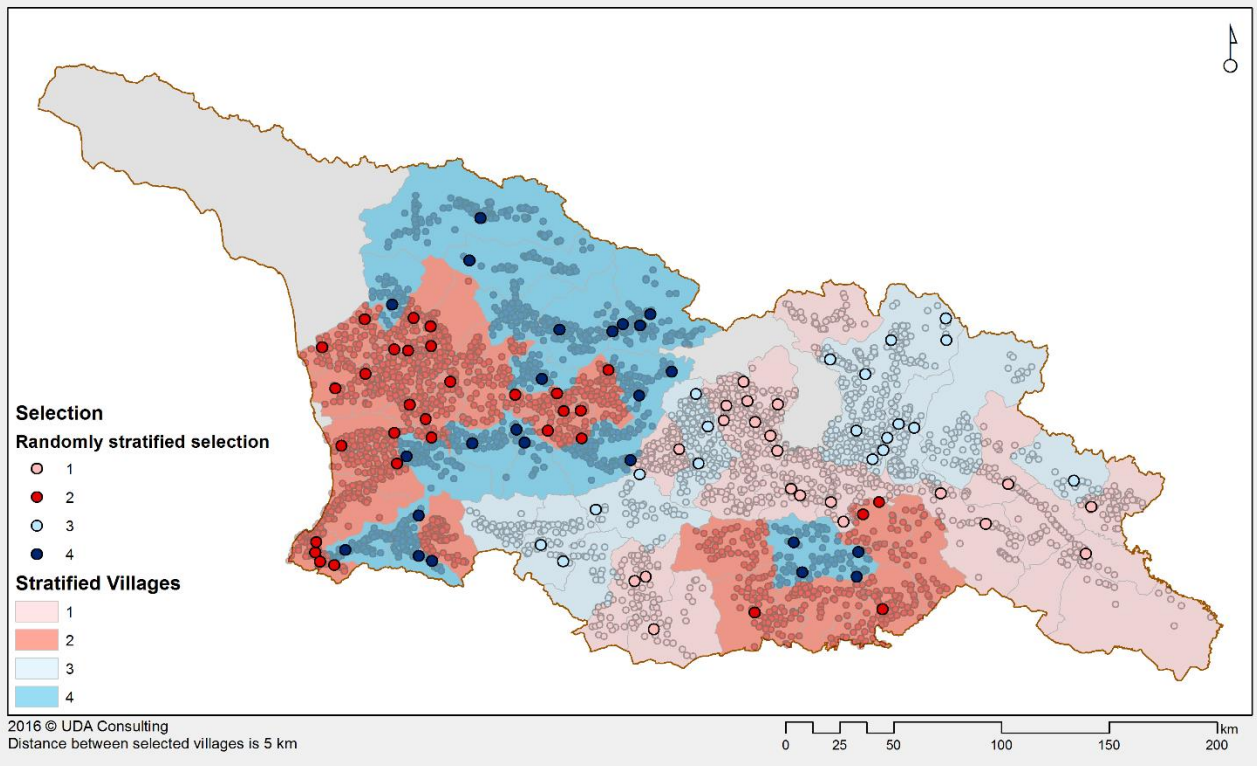 Selection
Randomly stratified selection
1
2
3
4
Stratified Villages
1
2
3
4
2016 © UDA Consulting
Distance between selected villages is 5 km
km
0 25 50 100 150 200